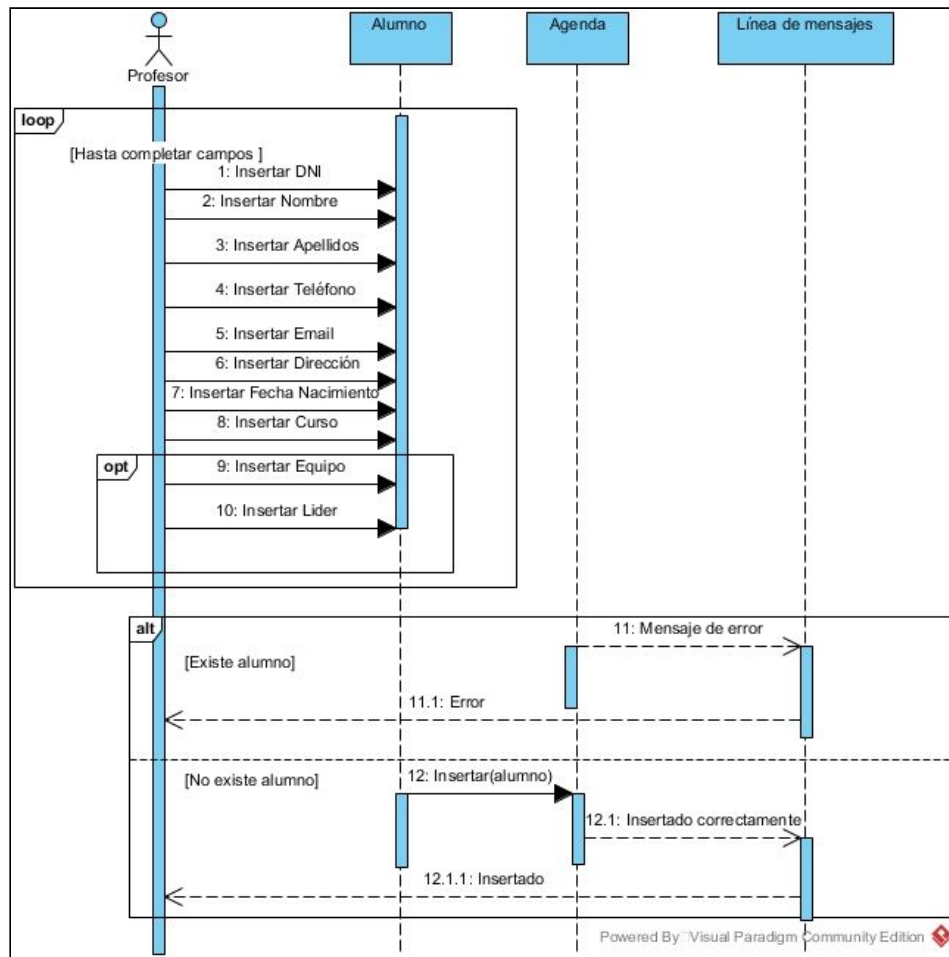 Alumno
Agenda
Línea de mensajes
Profesor
loop
[Hasta completar campos ]
1: Insertar DNI
2: Insertar Nombre
3: Insertar Apellidos
4: Insertar Teléfono
5: Insertar Email
6: Insertar Dirección
7: Insertar Fecha Nacimiento
8: Insertar Curso
opt
9: Insertar Equipo
10: Insertar Lider
alt
11: Mensaje de error
[Existe alumno]
11.1: Error
[No existe alumno]
12: Insertar(alumno)
12.1: Insertado correctamente
12.1.1: Insertado
Powered By Visual Paradigm Community Edition